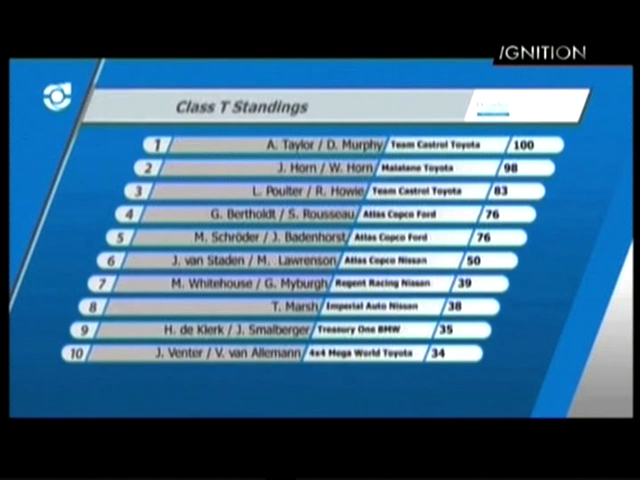 IGNITION
Class T Standings
1 A. Taylor / D. Murphy Team Castrol Toyota 100
2 J. Horn / W. Horn Malalane Toyota 98
3 L. Poulter / R. Howie Team Castrol Toyota 83
4 G. Bertholdt / S. Rousseau Atlas Copco Ford 76
5 M. Schröder / J. Badenhorst Atlas Copco Ford 76
6 J. van Staden / M. Lawrenson Atlas Copco Nissan 50
7 M. Whitehouse / G. Myburgh Regent Racing Nissan 39
8 T. Marsh Imperial Auto Nissan 38
9 H. de Klerk / J. Smalberger Treasury One BMW 35
10 J. Venter / V. van Allemann 4x4 Mega World Toyota 34